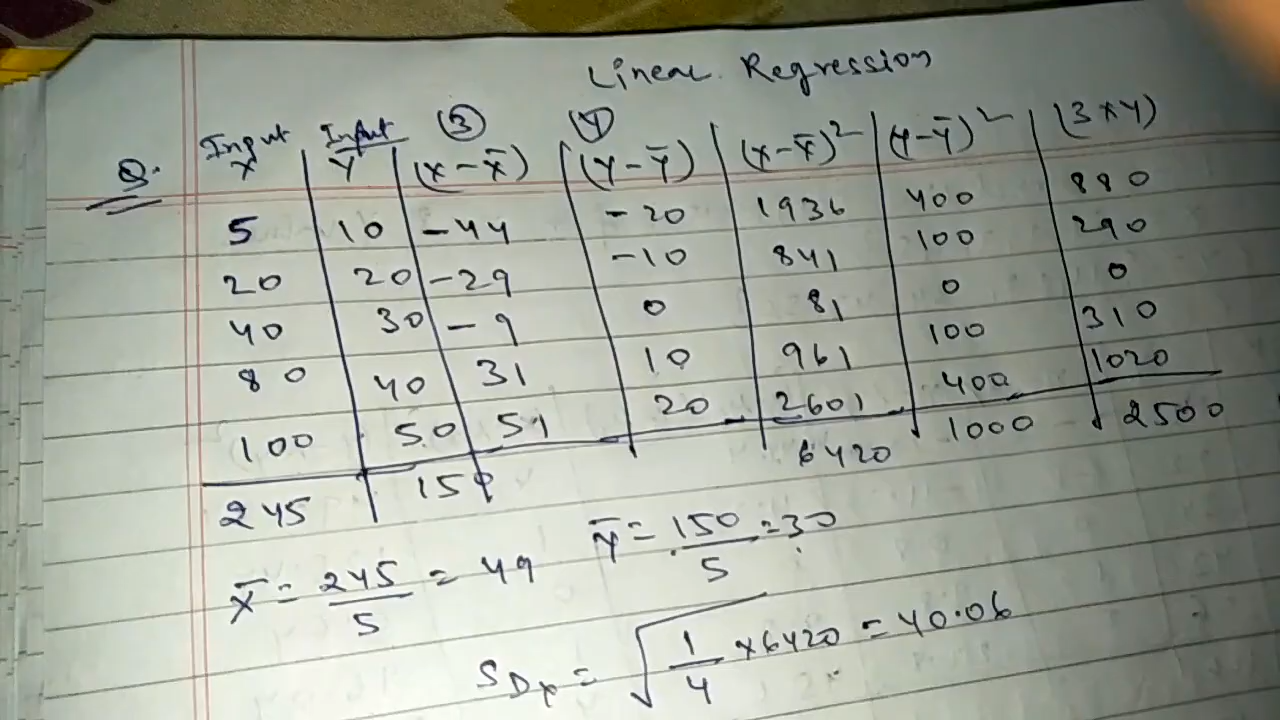 Linear Regression
Q. Input X | Input Y | ③ (X-X̄) | ④ (Y-Ȳ) | (X-X̄)² | (Y-Ȳ)² | (3*4)
5 | 10 | -44 | -20 | 1936 | 400 | 880
20 | 20 | -29 | -10 | 841 | 100 | 290
40 | 30 | -9 | 0 | 81 | 0 | 0
80 | 40 | 31 | 10 | 961 | 100 | 310
100 | 50 | 51 | 20 | 2601 | 400 | 1020
245 | 150 | 6420 | 1000 | 2500
X̄ = 245/5 = 49 Ȳ = 150/5 = 30
SDx = √(1/4 × 6420) = 40.06